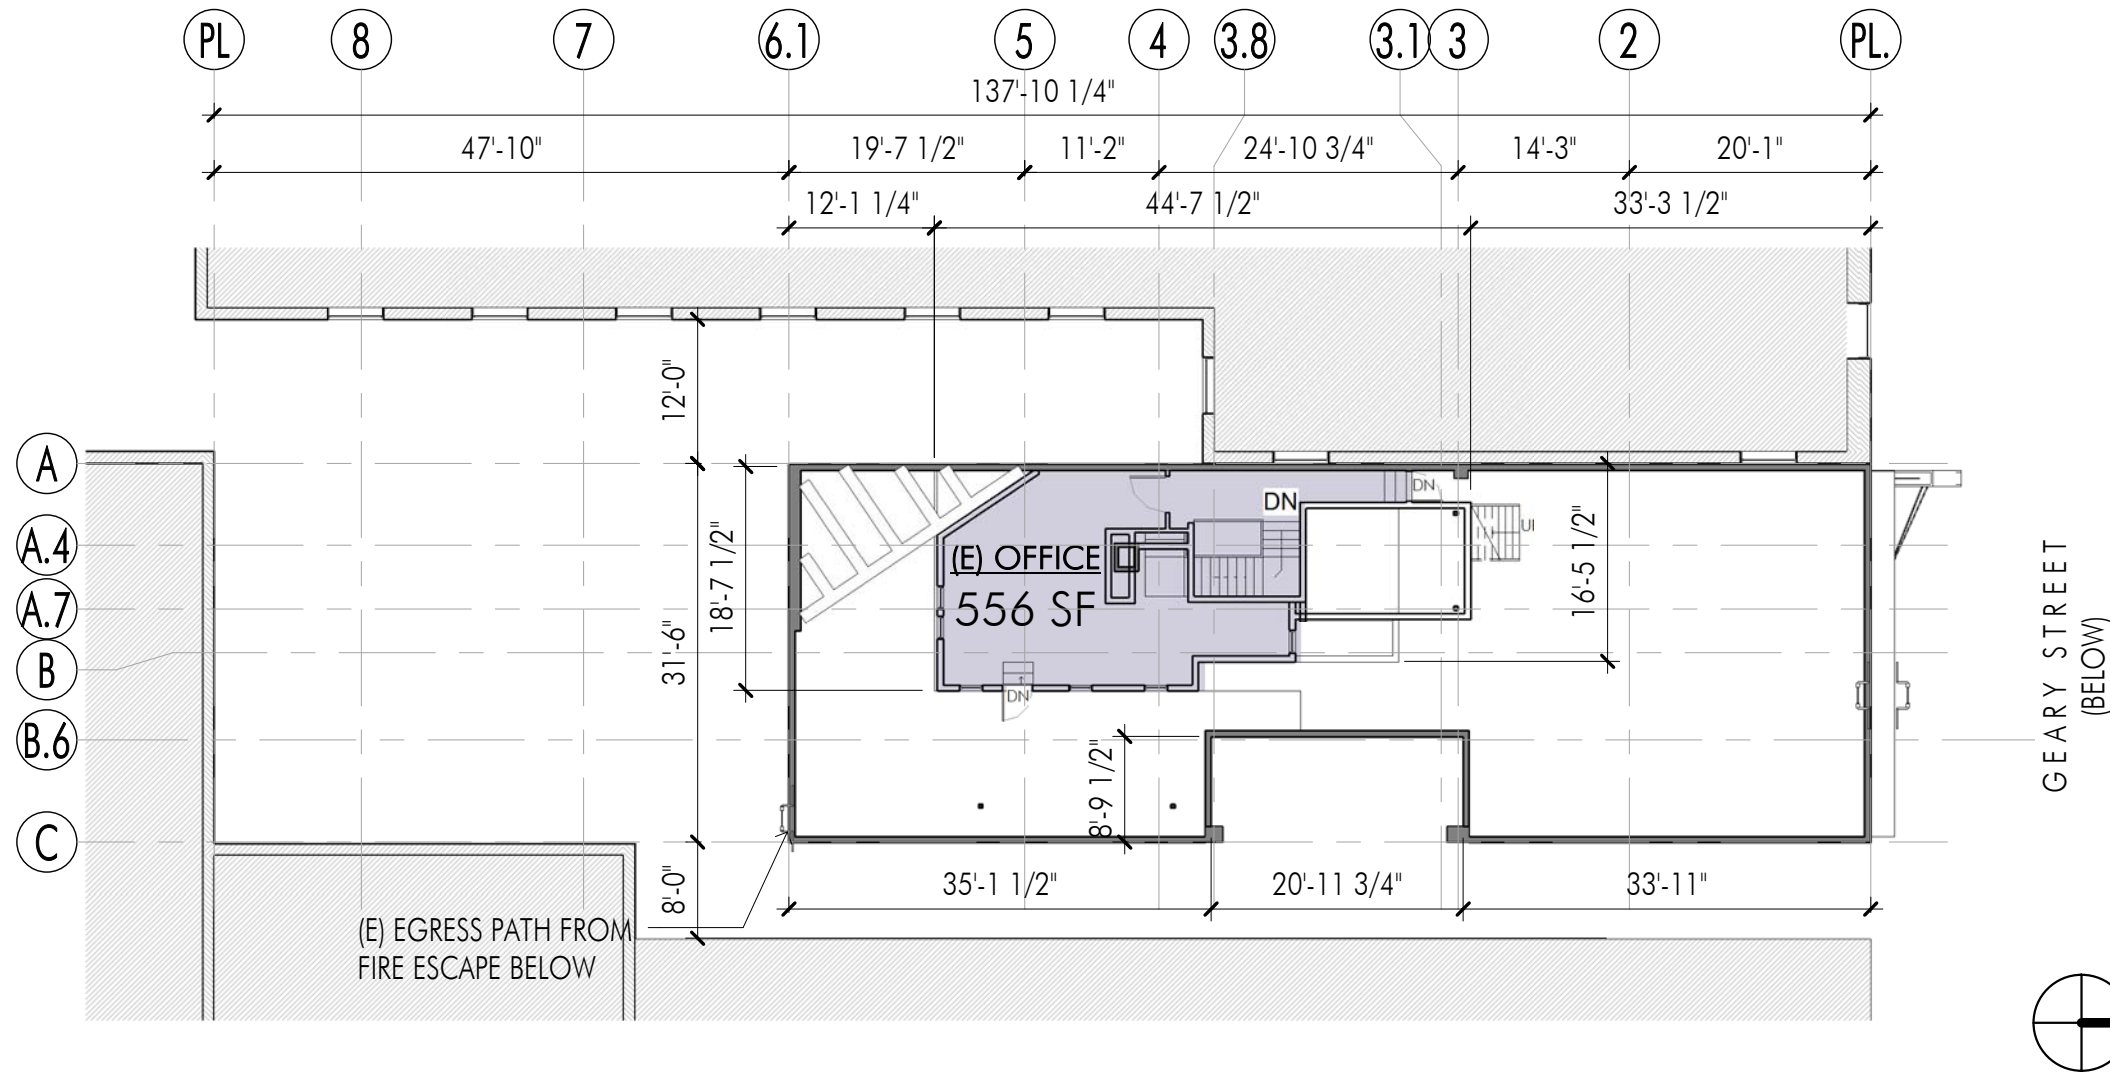 PL 8 7 6.1 5 4 3.8 3.1 3 2 PL.
137'-10 1/4"
47'-10" 19'-7 1/2" 11'-2" 24'-10 3/4" 14'-3" 20'-1"
12'-1 1/4" 44'-7 1/2" 33'-3 1/2"
12'-0"
A
A.4
A.7
B
B.6
C
18'-7 1/2"
31'-6"
DN
DN
(E) OFFICE
556 SF
16'-5 1/2"
DN
8'-9 1/2"
8'-0"
35'-1 1/2" 20'-11 3/4" 33'-11"
(E) EGRESS PATH FROM
FIRE ESCAPE BELOW
GEARY STREET
(BELOW)